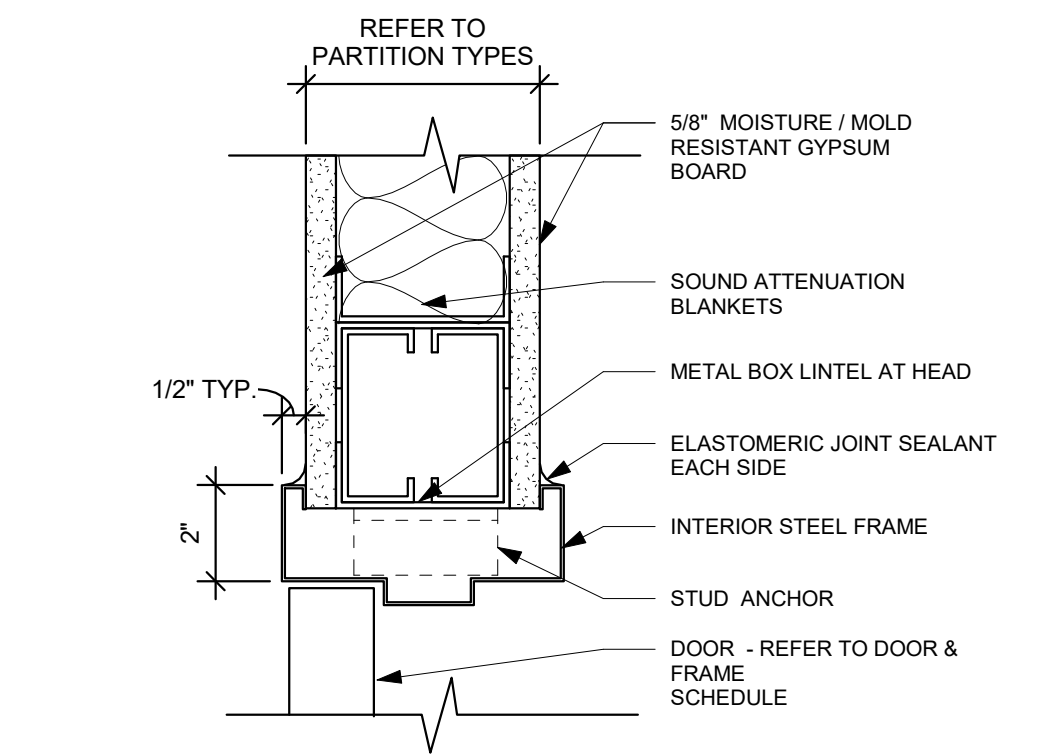 REFER TO
PARTITION TYPES
5/8" MOISTURE / MOLD
RESISTANT GYPSUM
BOARD
SOUND ATTENUATION
BLANKETS
METAL BOX LINTEL AT HEAD
1/2" TYP.
ELASTOMERIC JOINT SEALANT
EACH SIDE
2"
INTERIOR STEEL FRAME
STUD ANCHOR
DOOR - REFER TO DOOR &
FRAME
SCHEDULE